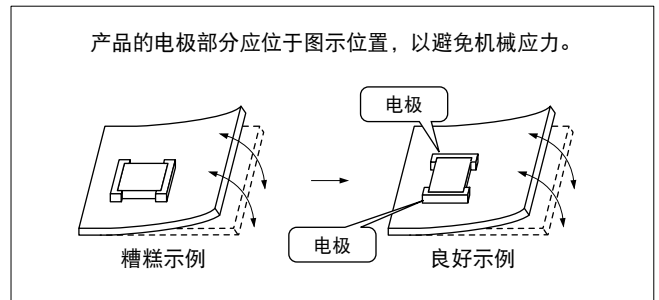 产品的电极部分应位于图示位置，以避免机械应力。
电极
电极
糟糕示例
良好示例